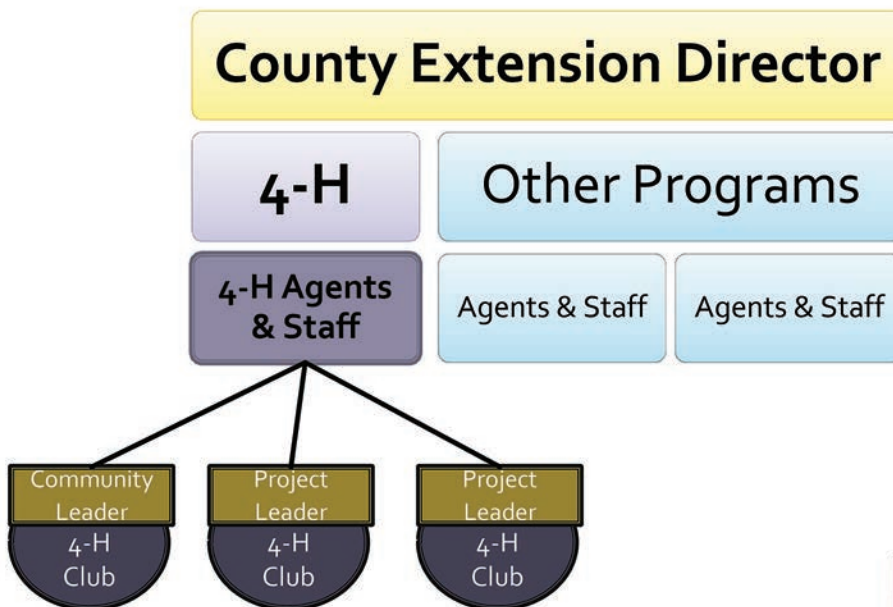 County Extension Director
4-H
Other Programs
4-H Agents
& Staff
Agents & Staff
Agents & Staff
Community
Leader
4-H
Club
Project
Leader
4-H
Club
Project
Leader
4-H
Club